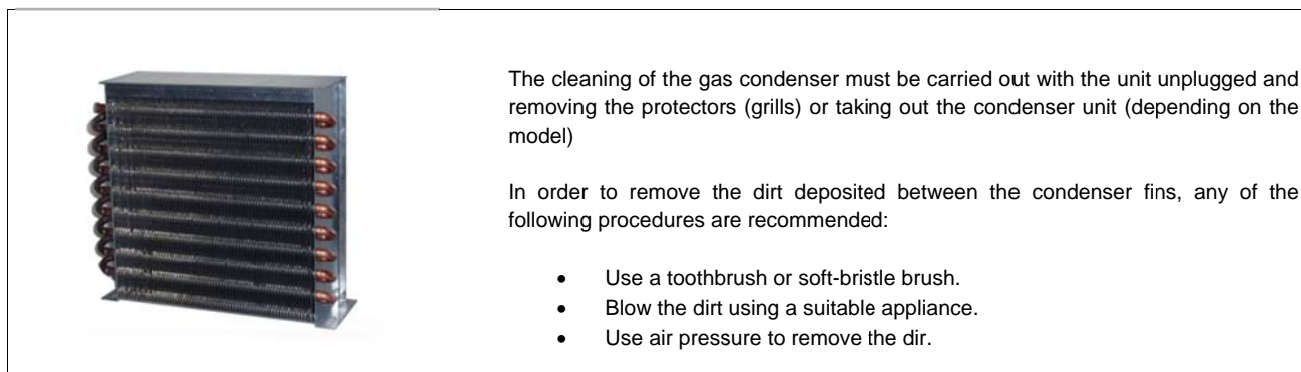 The cleaning of the gas condenser must be carried out with the unit unplugged and
removing the protectors (grills) or taking out the condenser unit (depending on the
model)
In order to remove the dirt deposited between the condenser fins, any of the
following procedures are recommended:
• Use a toothbrush or soft-bristle brush.
• Blow the dirt using a suitable appliance.
• Use air pressure to remove the dir.